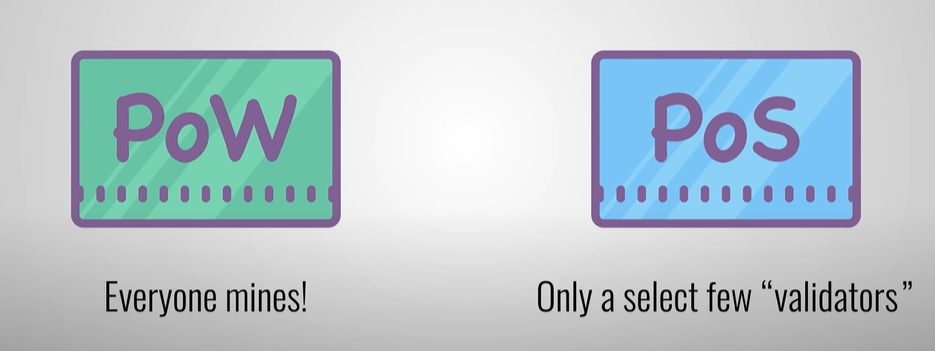 PoW
PoS
Everyone mines!
Only a select few “validators”